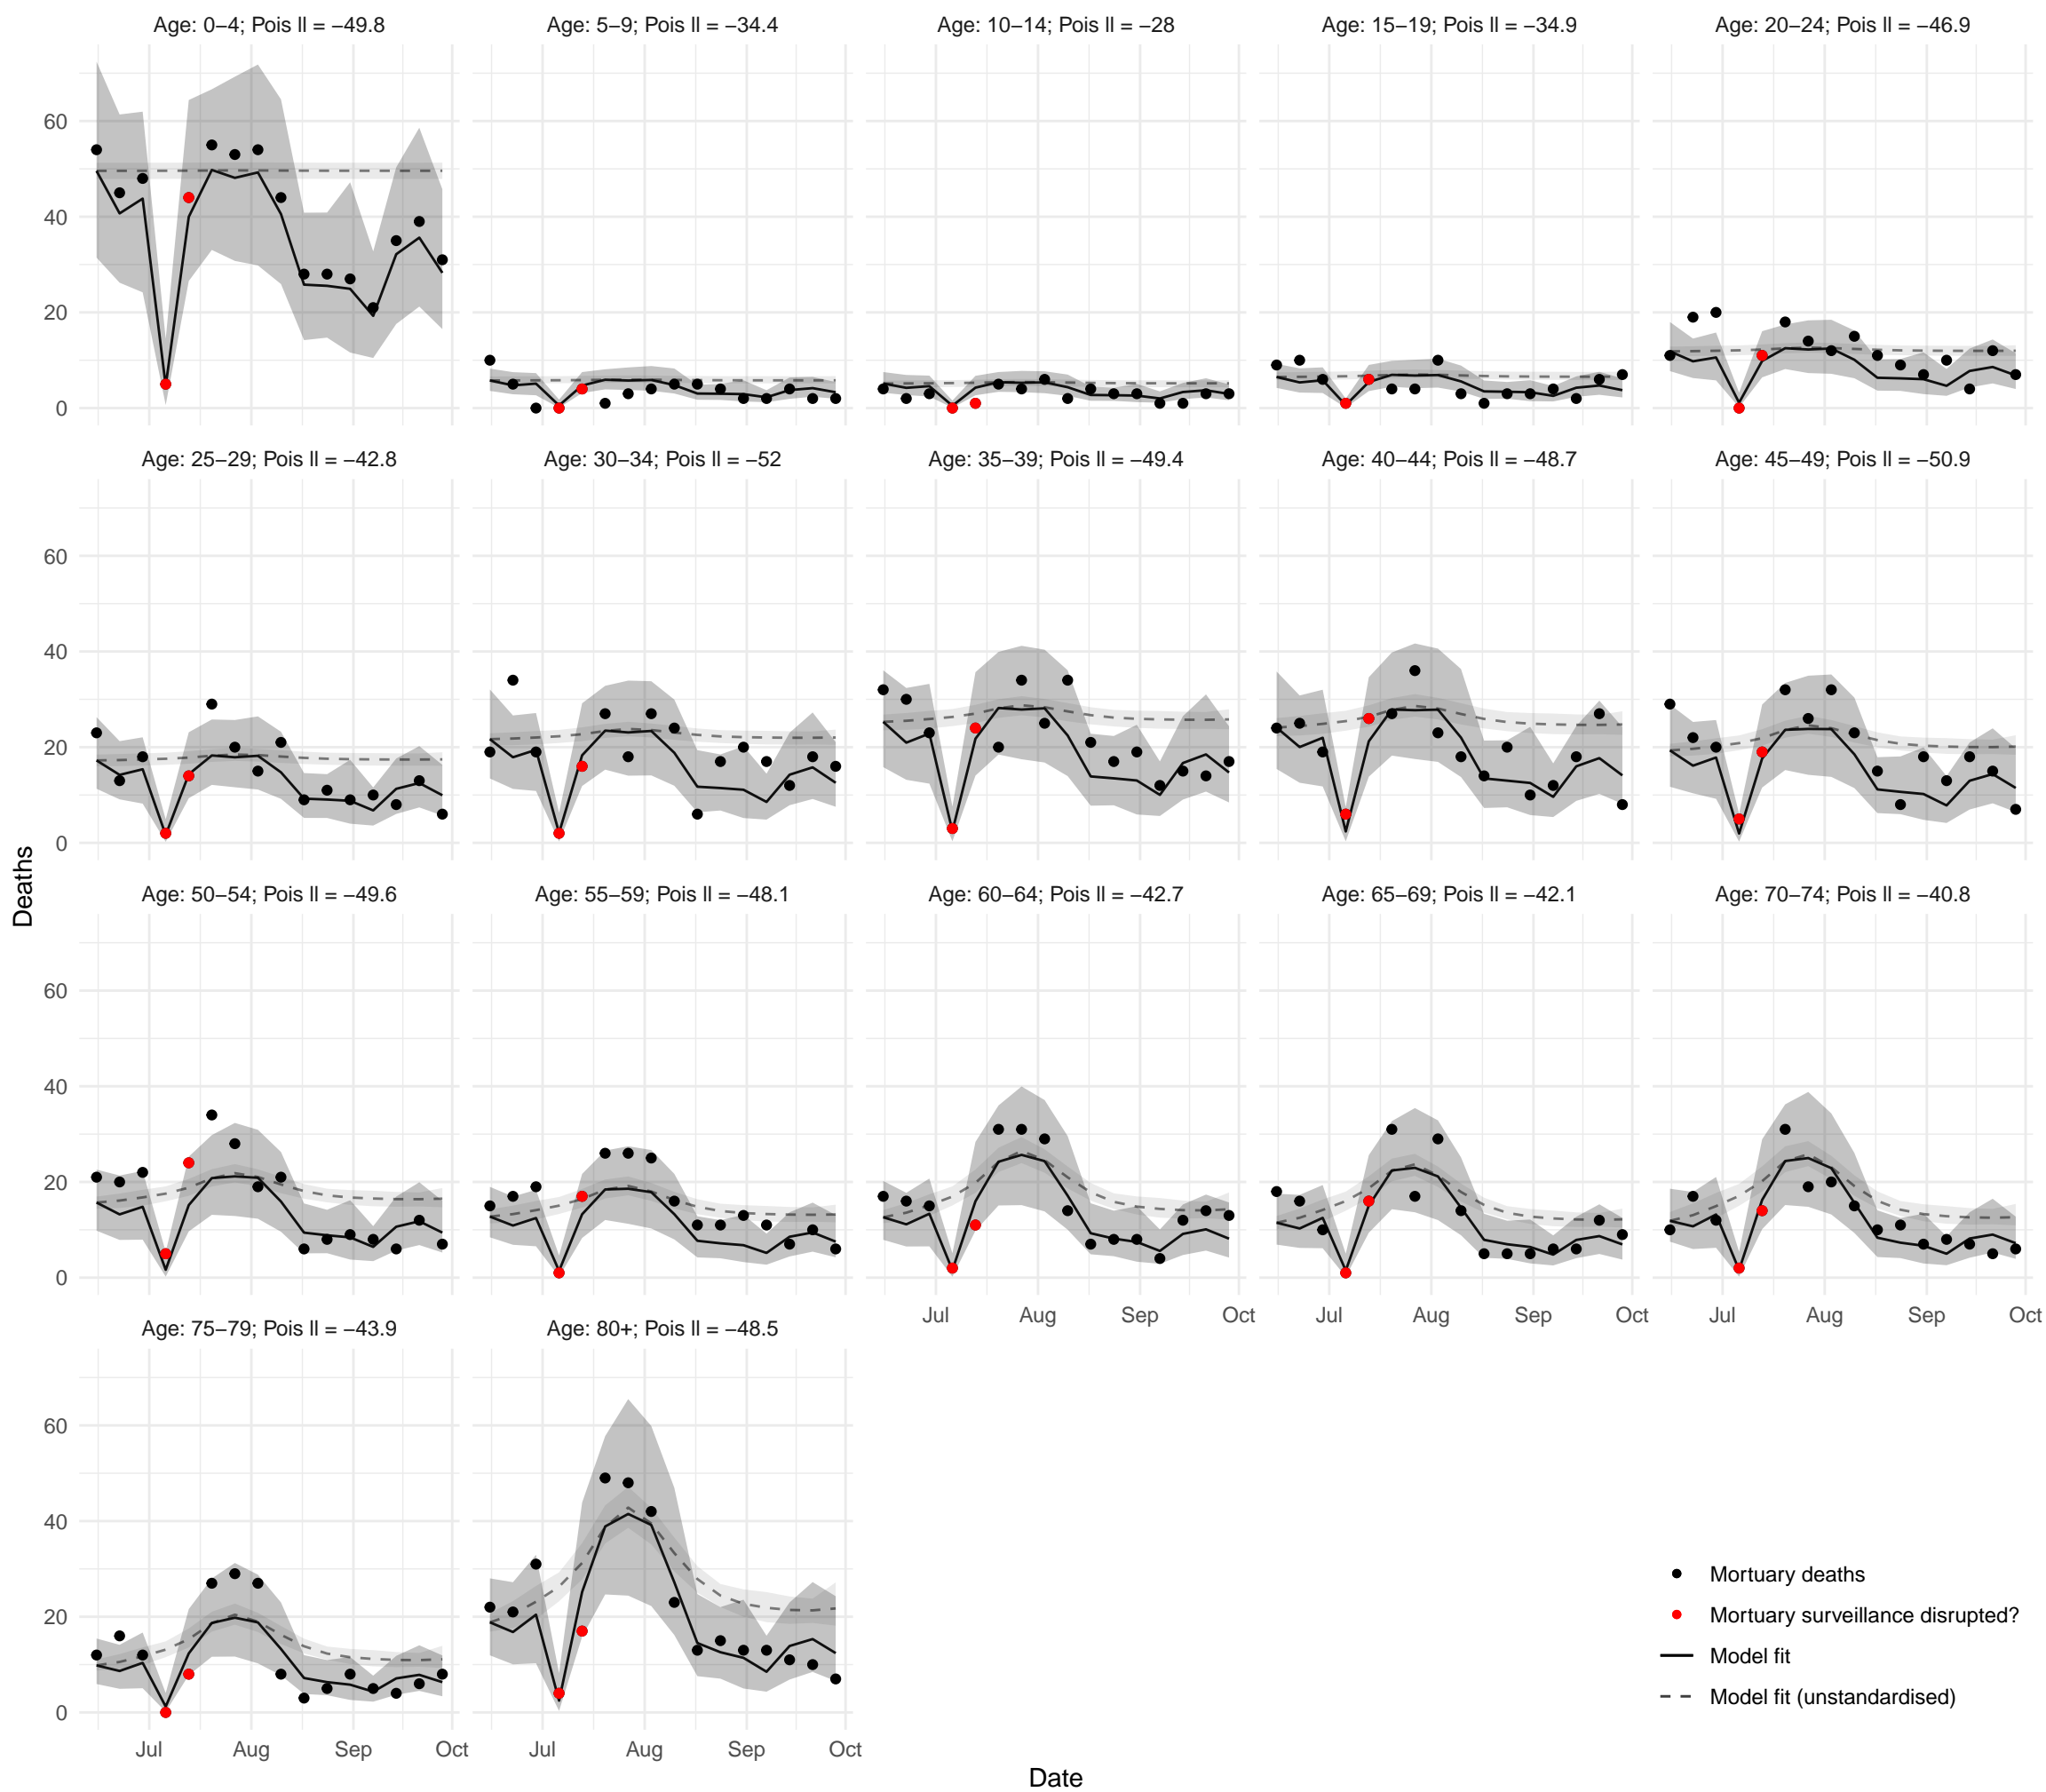 Age: 0−4; Pois ll = −49.8
Age: 5−9; Pois ll = −34.4
Age: 10−14; Pois ll = −28
Age: 15−19; Pois ll = −34.9
Age: 20−24; Pois ll = −46.9
60
40
20
0
Age: 25−29; Pois ll = −42.8
Age: 30−34; Pois ll = −52
Age: 35−39; Pois ll = −49.4
Age: 40−44; Pois ll = −48.7
Age: 45−49; Pois ll = −50.9
60
40
20
0
Deaths
Age: 50−54; Pois ll = −49.6
Age: 55−59; Pois ll = −48.1
Age: 60−64; Pois ll = −42.7
Age: 65−69; Pois ll = −42.1
Age: 70−74; Pois ll = −40.8
60
40
20
0
Jul Aug Sep Oct
Jul Aug Sep Oct
Jul Aug Sep Oct
Age: 75−79; Pois ll = −43.9
Age: 80+; Pois ll = −48.5
60
40
20
0
Jul Aug Sep Oct
Jul Aug Sep Oct
Mortuary deaths
Mortuary surveillance disrupted?
Model fit
Model fit (unstandardised)
Date